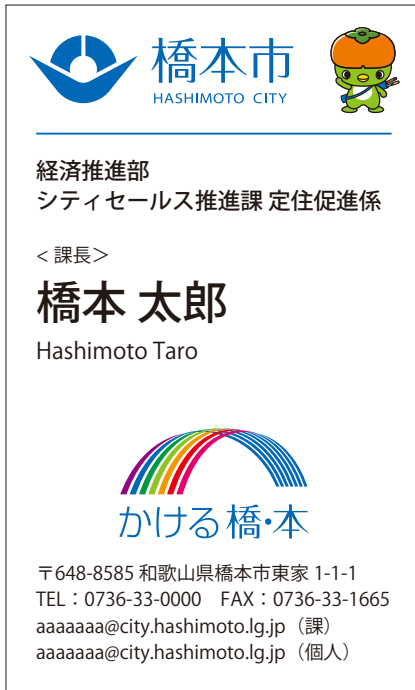 橋本市
HASHIMOTO CITY
経済推進部
シティセールス推進課 定住促進係
<課長>
橋本 太郎
Hashimoto Taro
かける橋・本
〒648-8585 和歌山県橋本市東家 1-1-1
TEL：0736-33-0000　FAX：0736-33-1665
aaaaaaa@city.hashimoto.lg.jp（課）
aaaaaaa@city.hashimoto.lg.jp（個人）